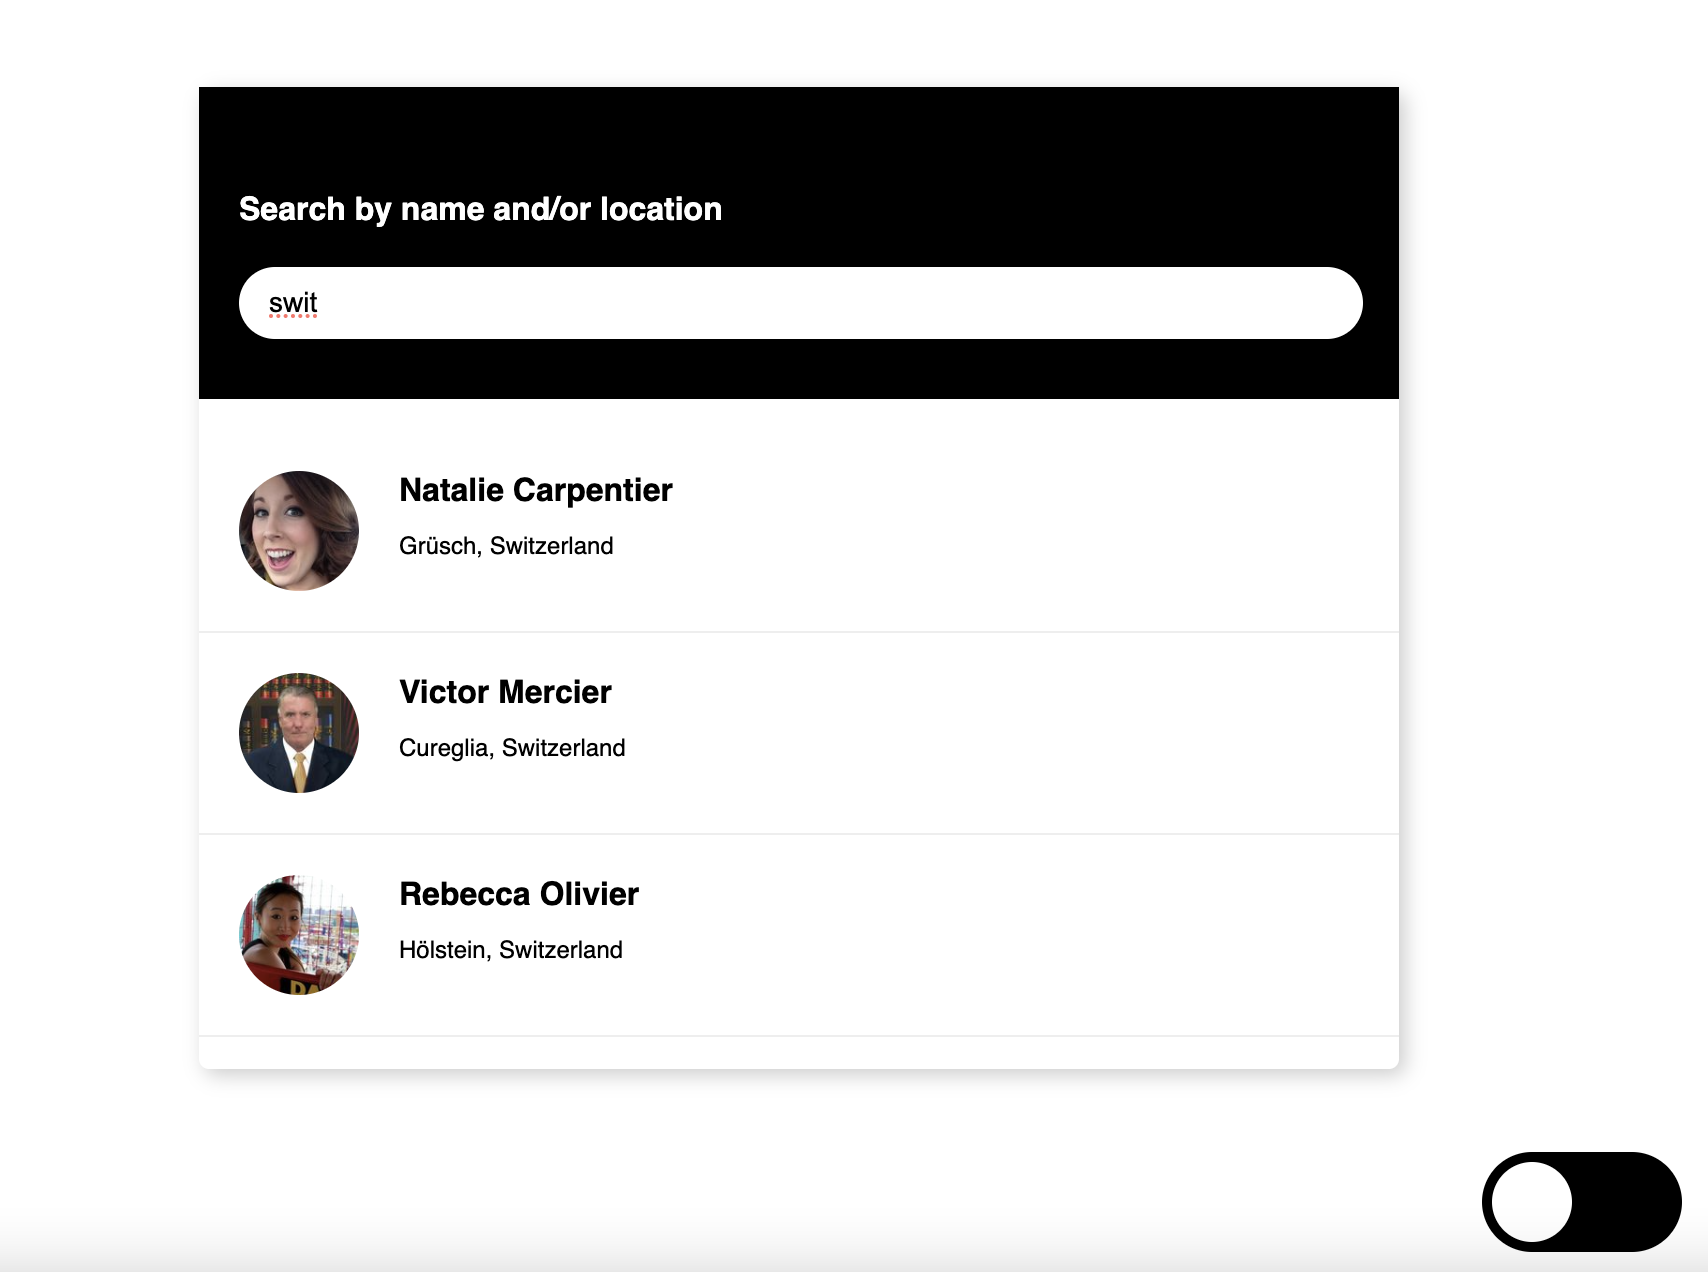 Search by name and/or location
swit
Natalie Carpentier
Grüsch, Switzerland
Victor Mercier
Cureglia, Switzerland
Rebecca Olivier
Hölstein, Switzerland